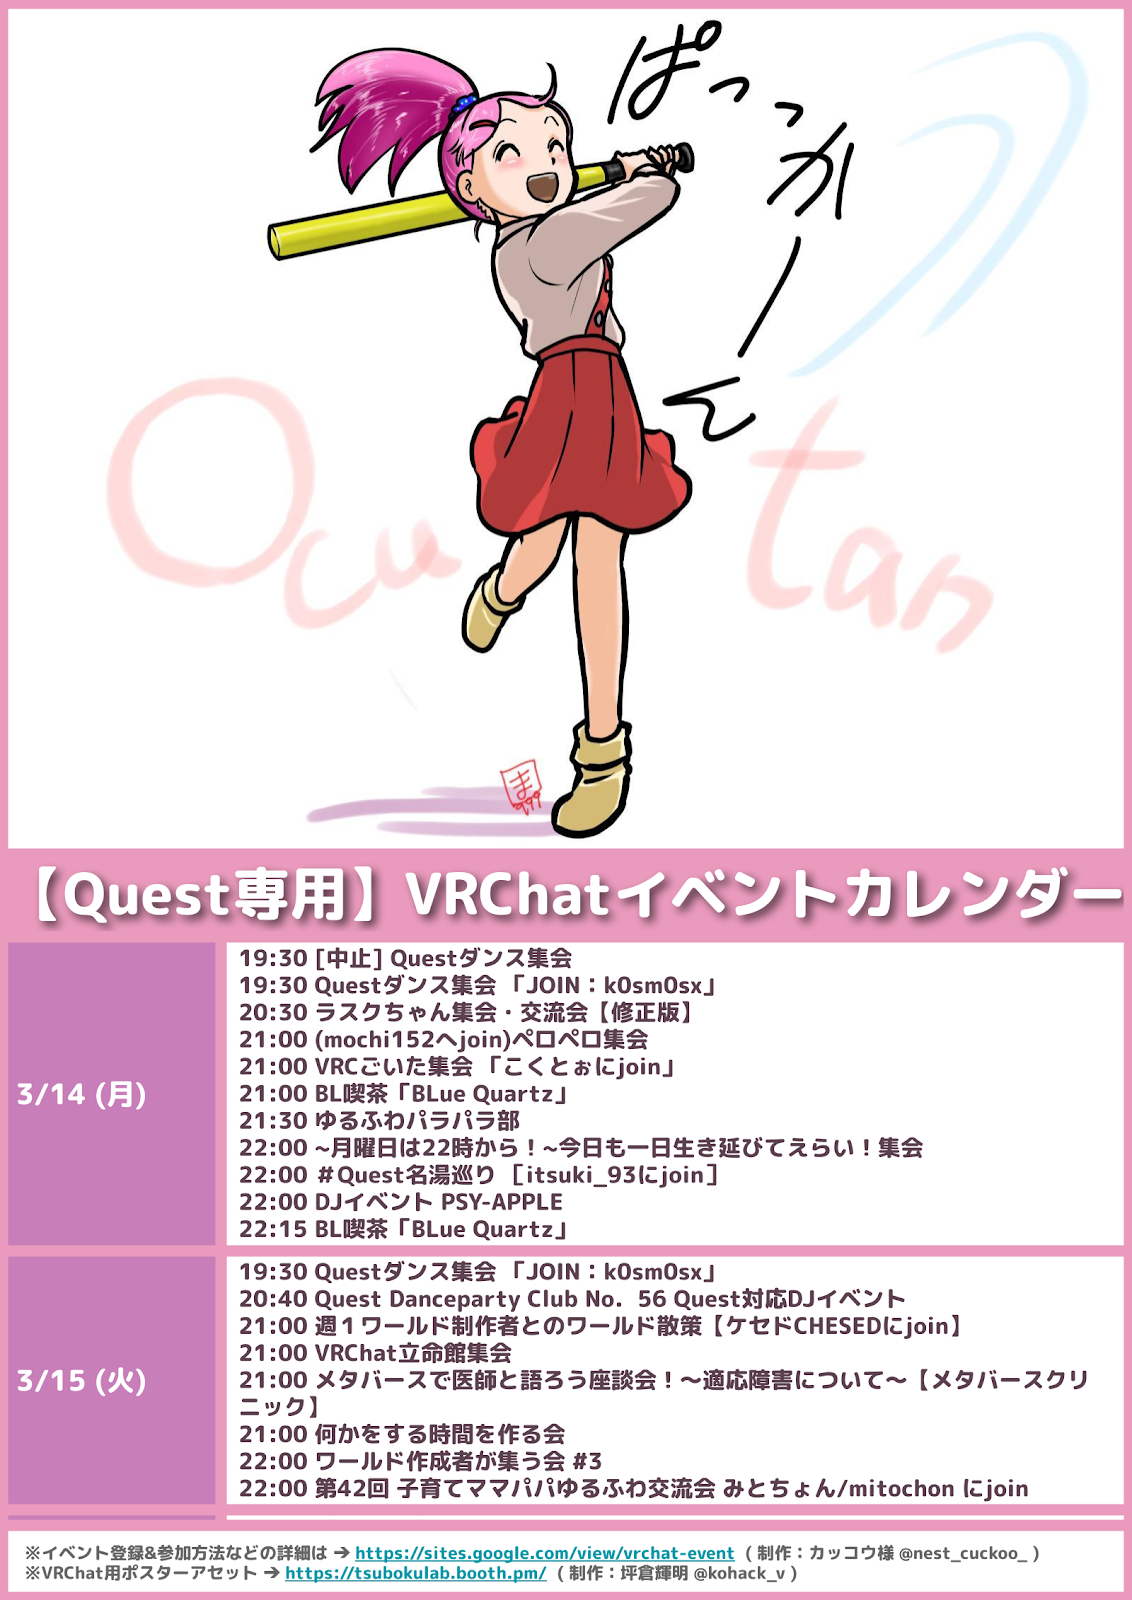 ぱっっかーーん
Ocu tan
ま
999
【Quest専用】VRChatイベントカレンダー
3/14 (月)
19:30 [中止] Questダンス集会
19:30 Questダンス集会 「JOIN：k0sm0sx」
20:30 ラスクちゃん集会・交流会【修正版】
21:00 (mochi152へjoin)ペロペロ集会
21:00 VRCごいた集会 「こくとぉにjoin」
21:00 BL喫茶「BLue Quartz」
21:30 ゆるふわパラパラ部
22:00 ~月曜日は22時から！~今日も一日生き延びてえらい！集会
22:00 ＃Quest名湯巡り ［itsuki_93にjoin］
22:00 DJイベント PSY-APPLE
22:15 BL喫茶「BLue Quartz」
3/15 (火)
19:30 Questダンス集会 「JOIN：k0sm0sx」
20:40 Quest Danceparty Club No．56 Quest対応DJイベント
21:00 週１ワールド制作者とのワールド散策【ケセドCHESEDにjoin】
21:00 VRChat立命館集会
21:00 メタバースで医師と語ろう座談会！～適応障害について～【メタバースクリ
ニック】
21:00 何かをする時間を作る会
22:00 ワールド作成者が集う会 #3
22:00 第42回 子育てママパパゆるふわ交流会 みとちょん/mitochon にjoin
※イベント登録&参加方法などの詳細は ➔ https://sites.google.com/view/vrchat-event （ 制作：カッコウ様 @nest_cuckoo_ ）
※VRChat用ポスターアセット ➔ https://tsubokulab.booth.pm/ （ 制作：坪倉輝明 @kohack_v ）